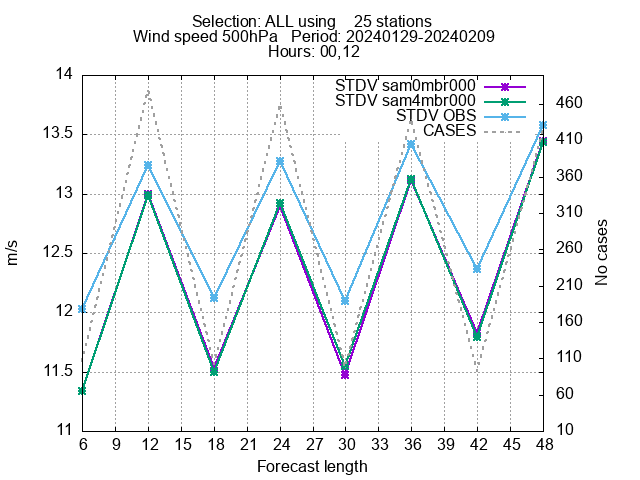 Selection: ALL using    25 stations
Wind speed 500hPa   Period: 20240129-20240209
Hours: 00,12
STDV sam0mbr000
STDV sam4mbr000
STDV OBS
CASES
14
13.5
13
12.5
12
11.5
11
m/s
460
410
360
310
260
210
160
110
60
10
No cases
6 9 12 15 18 21 24 27 30 33 36 39 42 45 48
Forecast length